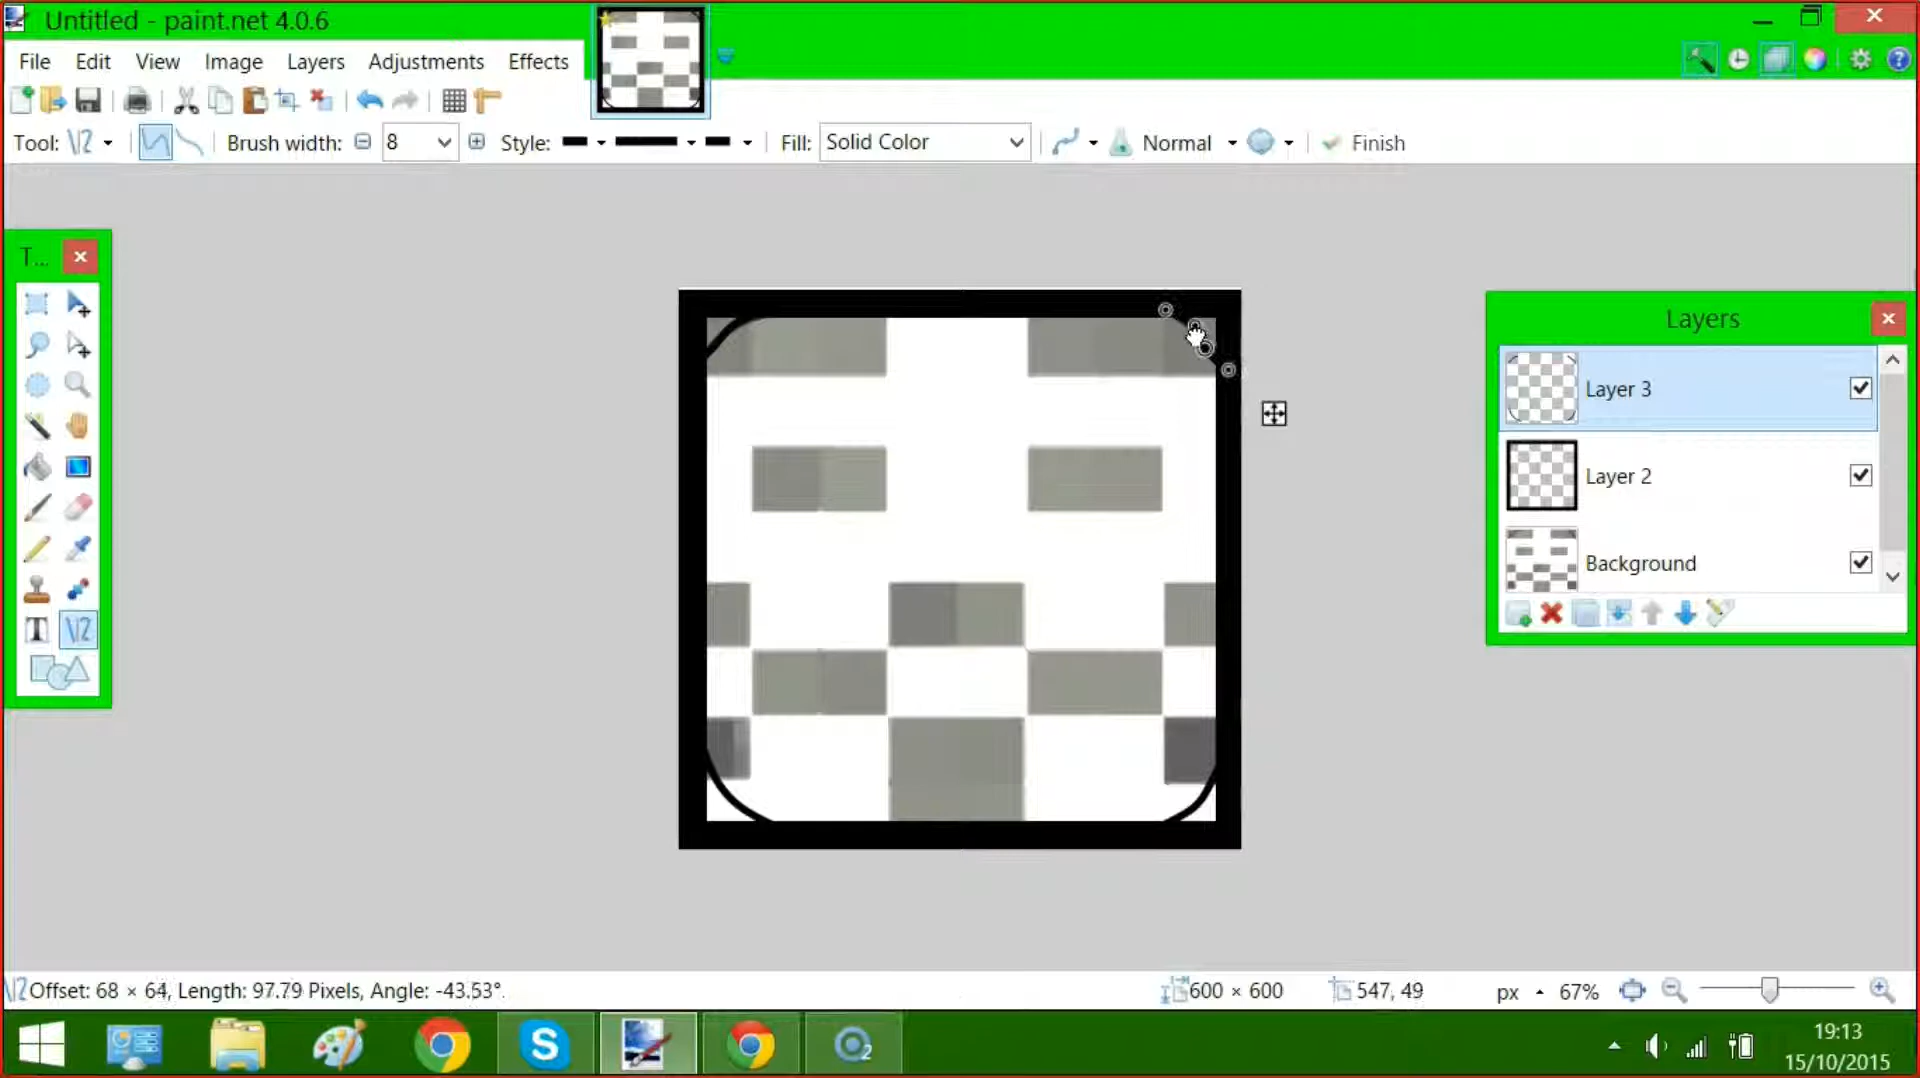 Untitled - paint.net 4.0.6
File Edit View Image Layers Adjustments Effects
Tool: Brush width: 8 Style: Fill: Solid Color Normal Finish
T...
Layers
Layer 3
Layer 2
Background
T
Offset: 68 × 64, Length: 97.79 Pixels, Angle: -43.53°.
600 × 600
547, 49
px
67%
19:13
15/10/2015